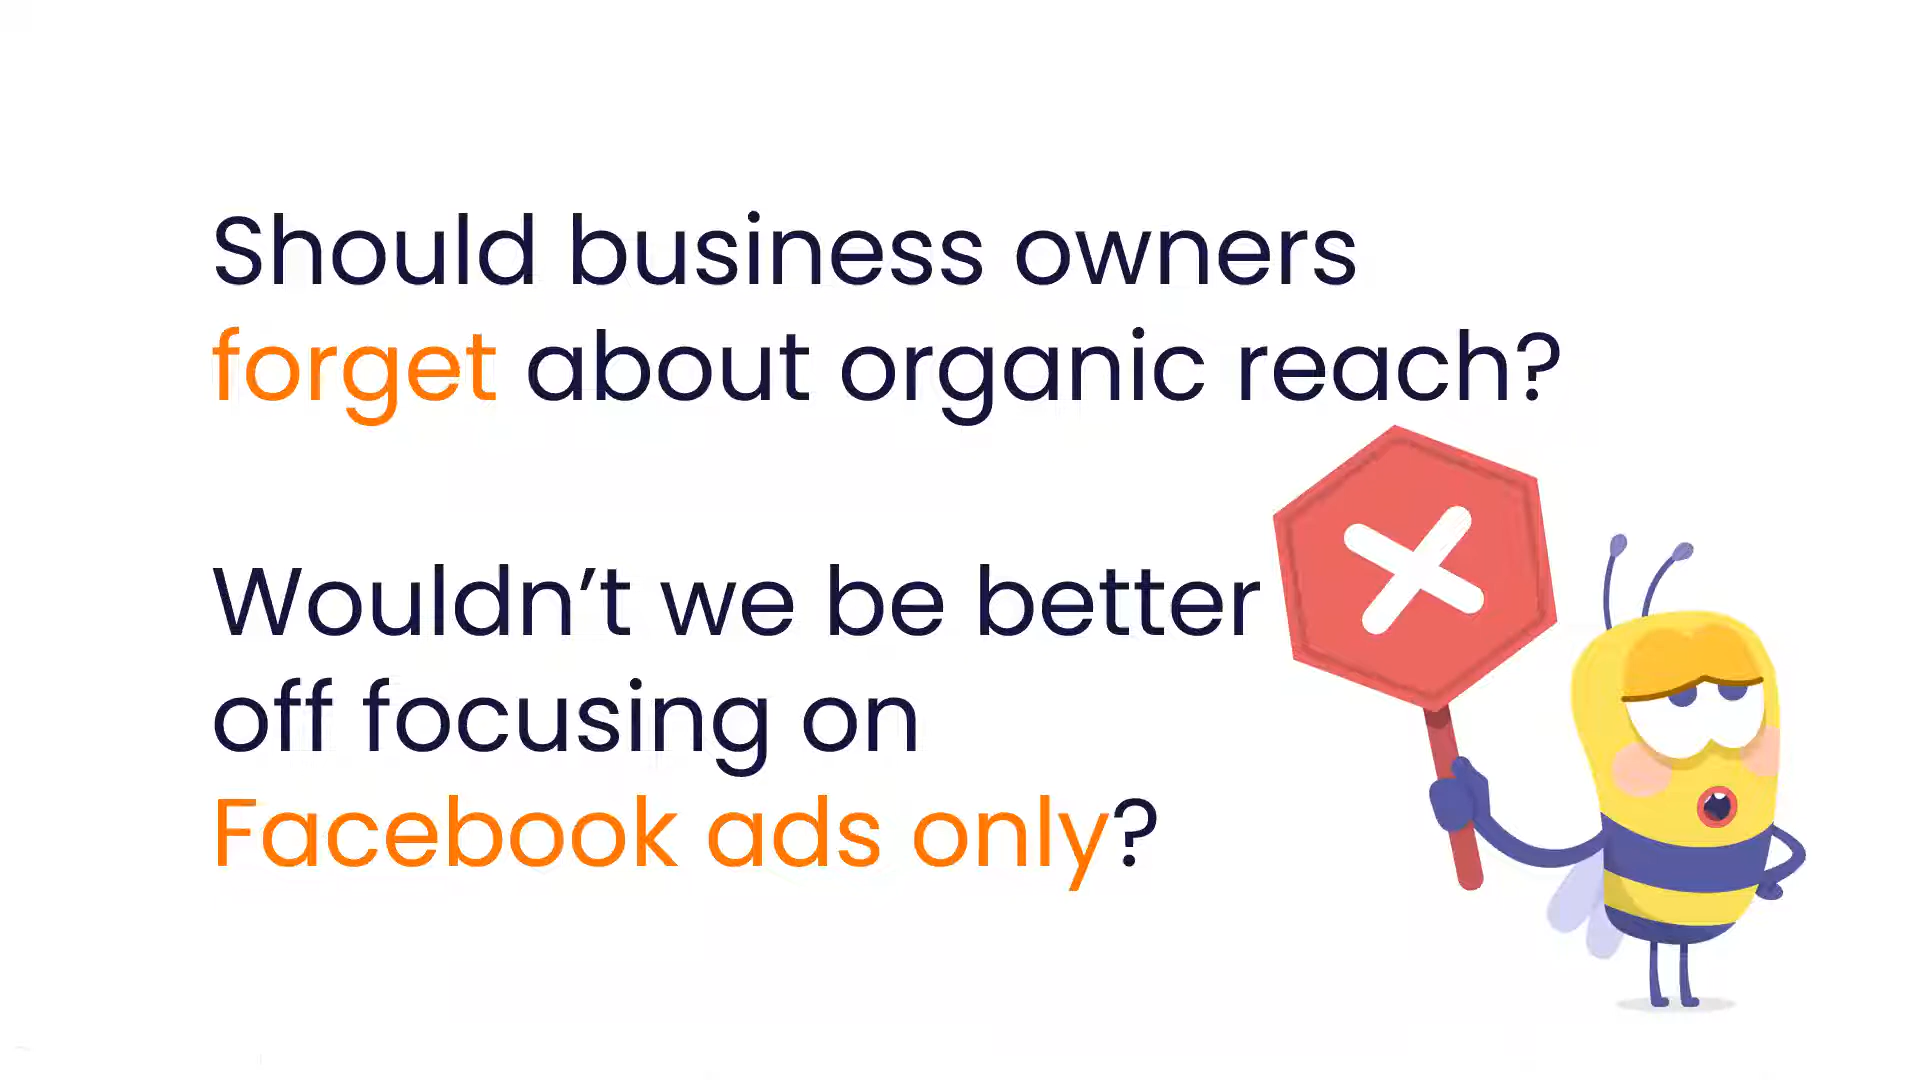 Should business owners
forget about organic reach?
Wouldn’t we be better
off focusing on
Facebook ads only?